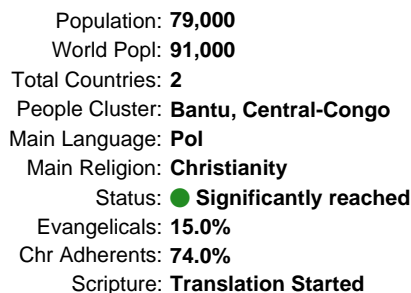 Population: 79,000
World Popl: 91,000
Total Countries: 2
People Cluster: Bantu, Central-Congo
Main Language: Pol
Main Religion: Christianity
Status: Significantly reached
Evangelicals: 15.0%
Chr Adherents: 74.0%
Scripture: Translation Started